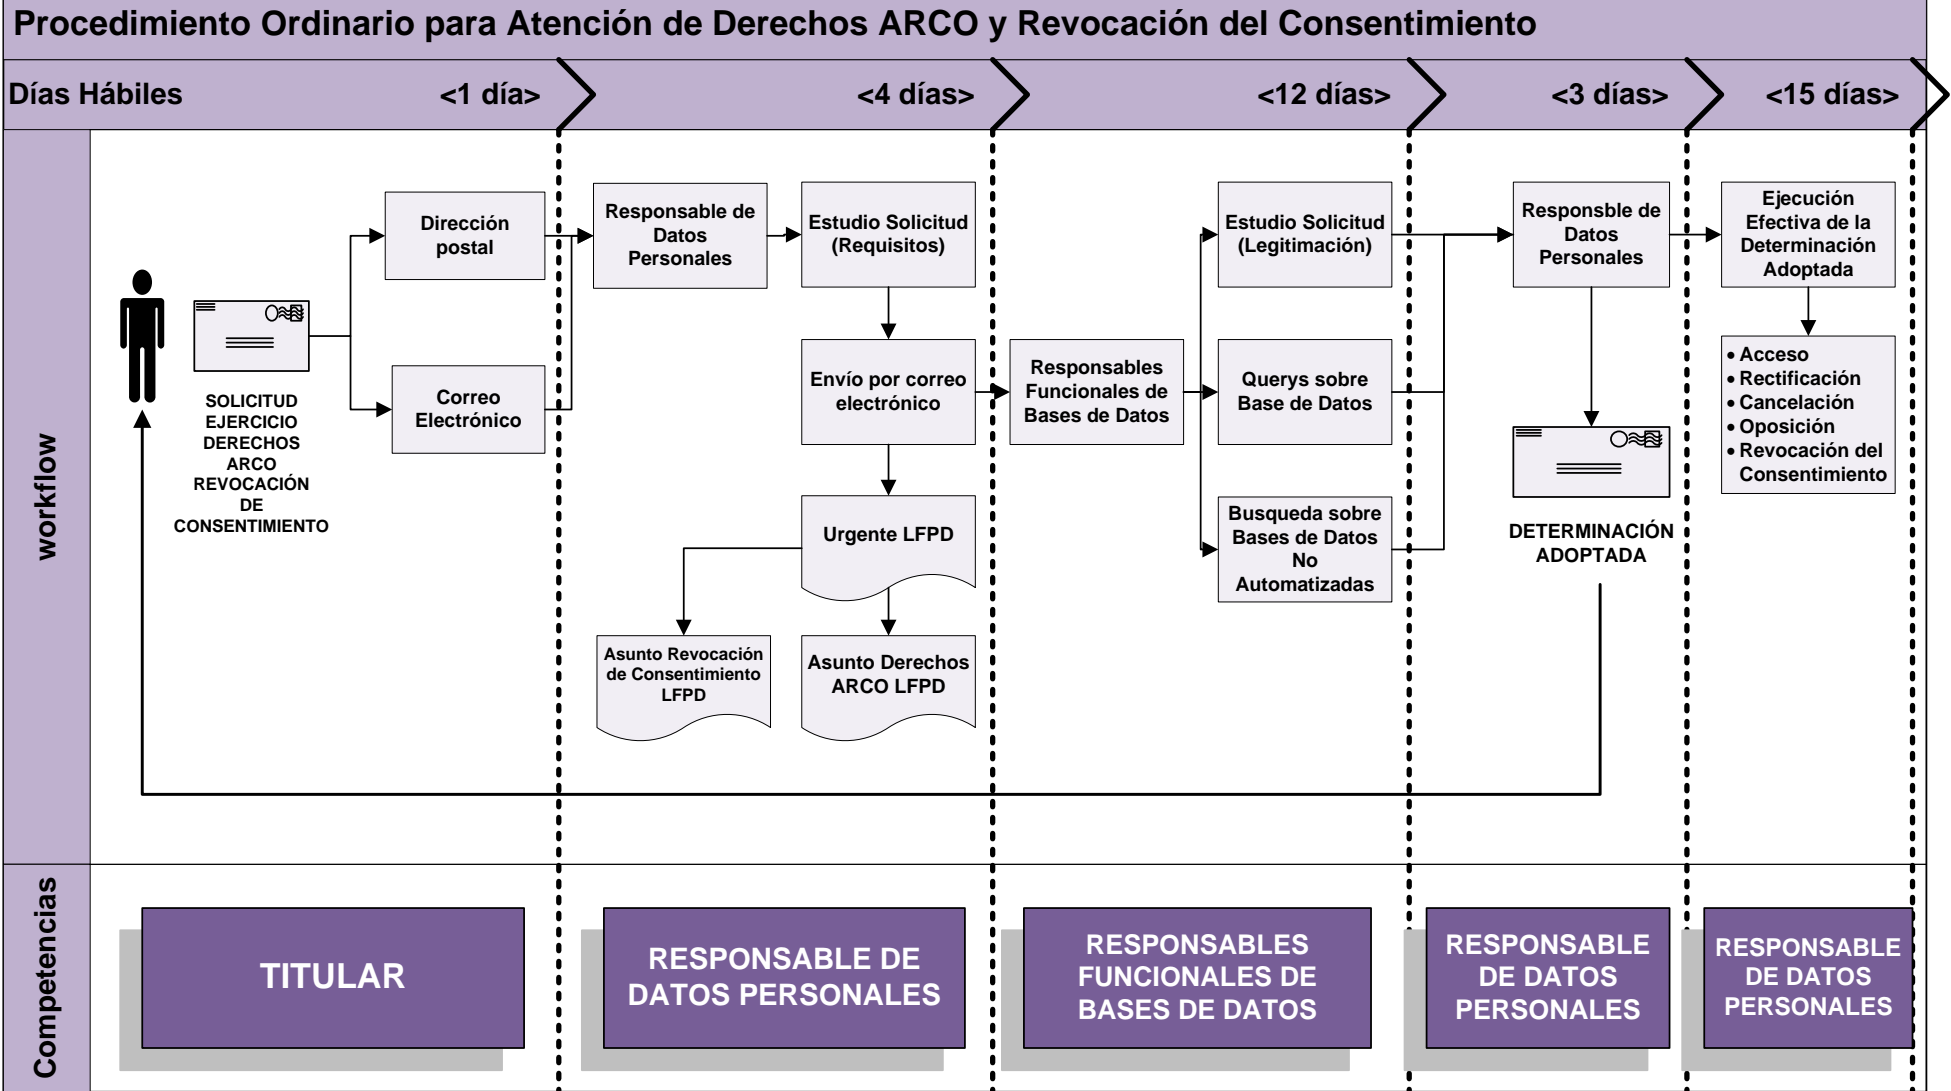 Procedimiento Ordinario para Atención de Derechos ARCO y Revocación del Consentimiento
Días Hábiles
<1 día>
<4 días>
<12 días>
<3 días>
<15 días>
workflow
SOLICITUD
EJERCICIO
DERECHOS
ARCO
REVOCACIÓN
DE
CONSENTIMIENTO
Dirección
postal
Correo
Electrónico
Responsable de
Datos
Personales
Estudio Solicitud
(Requisitos)
Envío por correo
electrónico
Urgente LFPD
Asunto Revocación
de Consentimiento
LFPD
Asunto Derechos
ARCO LFPD
Responsables
Funcionales de
Bases de Datos
Estudio Solicitud
(Legitimación)
Querys sobre
Base de Datos
Busqueda sobre
Bases de Datos
No
Automatizadas
Responsble de
Datos
Personales
DETERMINACIÓN
ADOPTADA
Ejecución
Efectiva de la
Determinación
Adoptada
• Acceso
• Rectificación
• Cancelación
• Oposición
• Revocación del
Consentimiento
Competencias
TITULAR
RESPONSABLE DE
DATOS PERSONALES
RESPONSABLES
FUNCIONALES DE
BASES DE DATOS
RESPONSABLE
DE DATOS
PERSONALES
RESPONSABLE
DE DATOS
PERSONALES